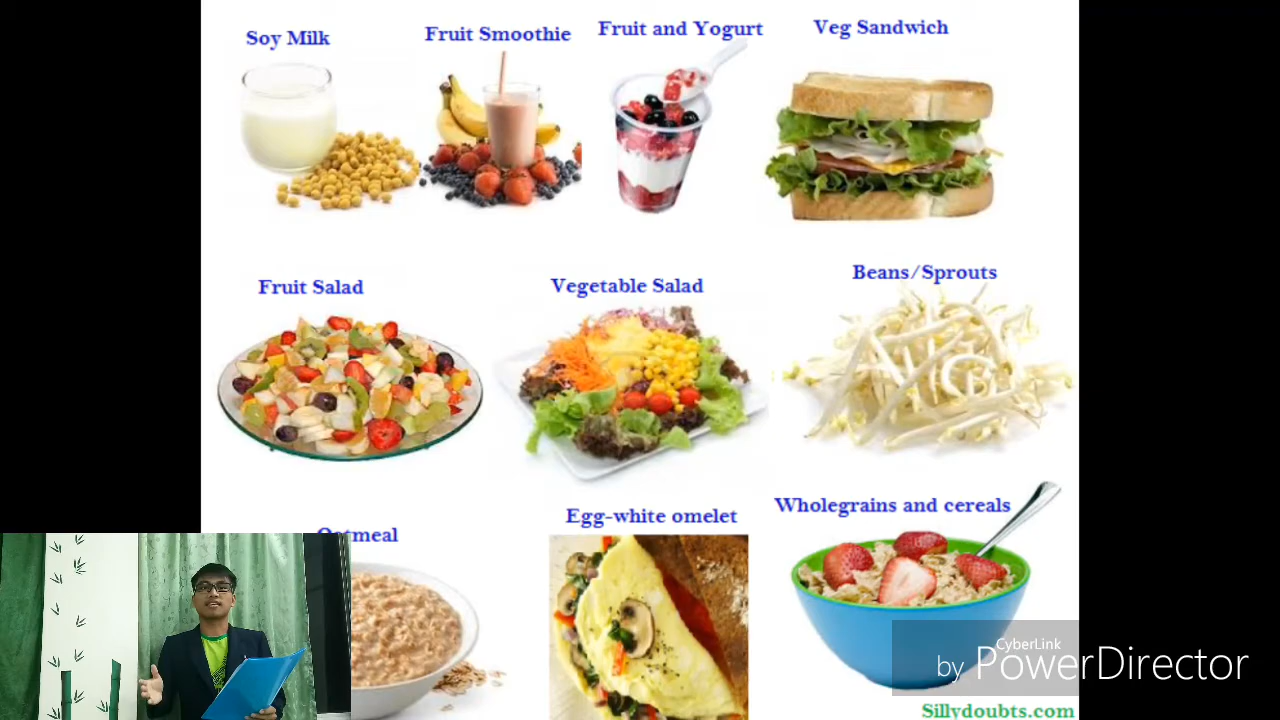 Soy Milk
Fruit Smoothie
Fruit and Yogurt
Veg Sandwich
Fruit Salad
Vegetable Salad
Beans/Sprouts
Oatmeal
Egg-white omelet
Wholegrains and cereals
CyberLink
by PowerDirector
Sillydoubts.com